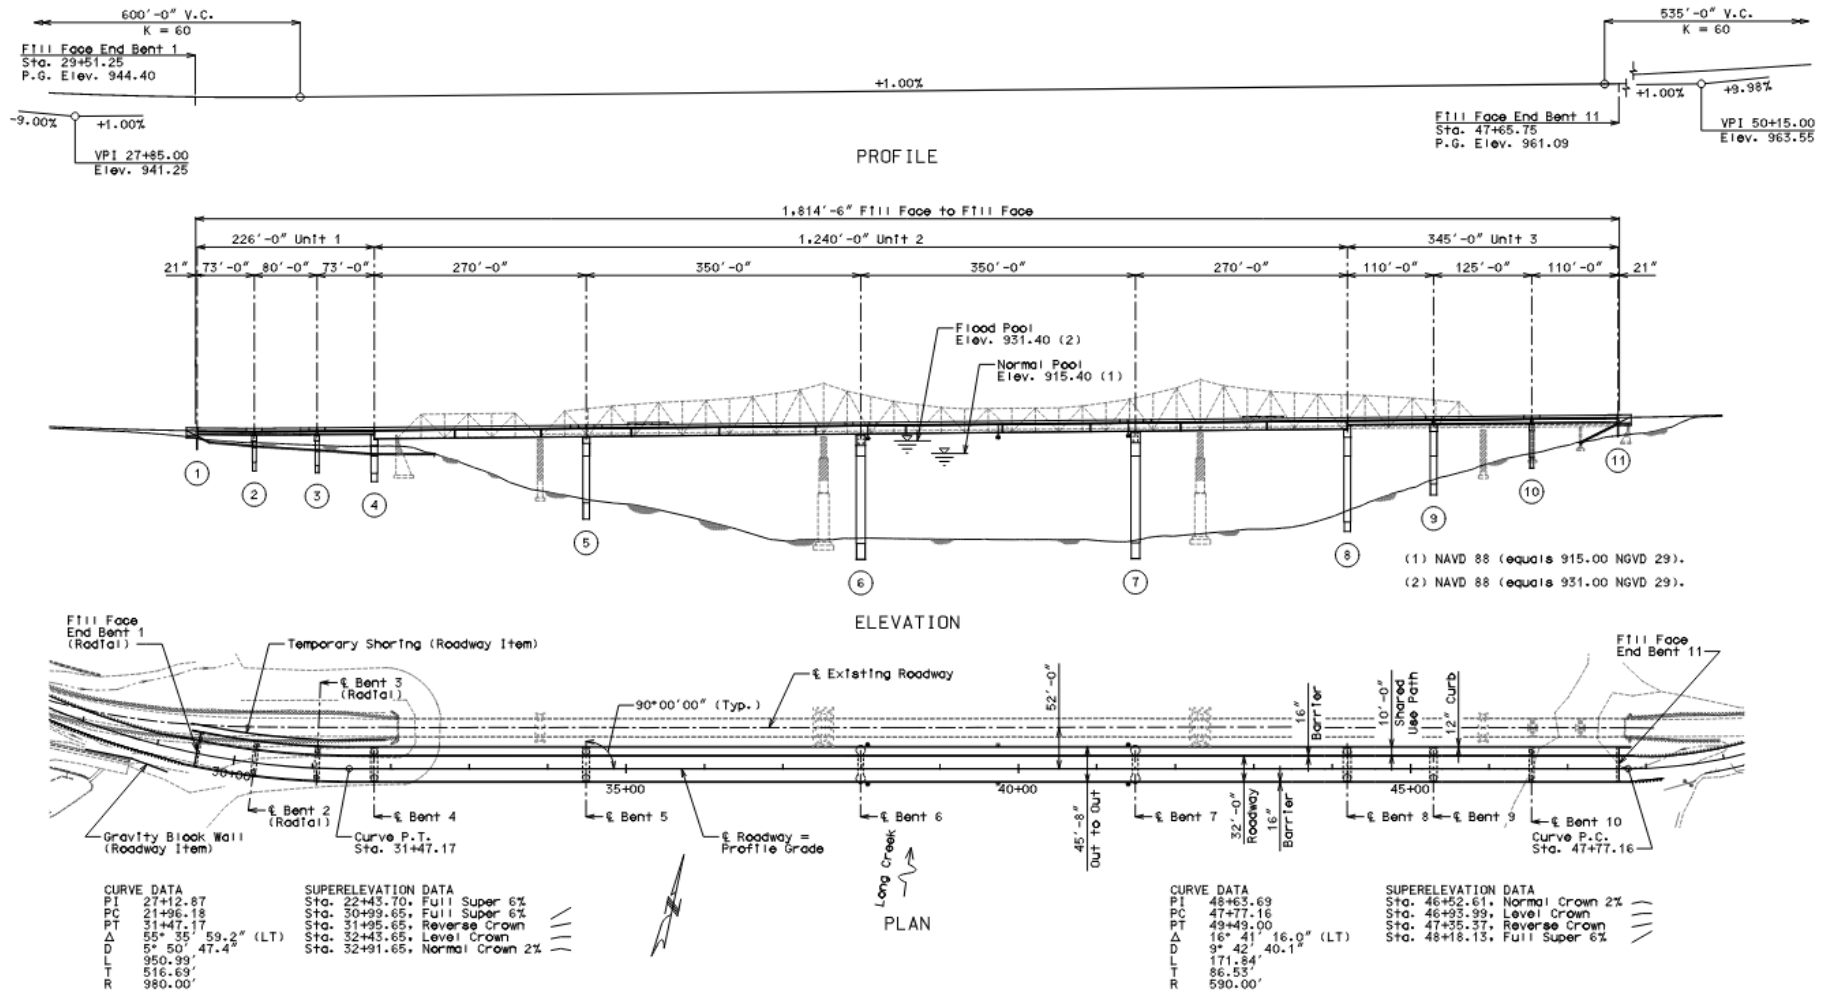 600'-0" V.C.
K = 60
Fill Face End Bent 1
Sta. 29+51.25
P.G. Elev. 944.40
-9.00%
+1.00%
VPI 27+85.00
Elev. 941.25
+1.00%
535'-0" V.C.
K = 60
+1.00%
+9.98%
Fill Face End Bent 11
Sta. 47+65.75
P.G. Elev. 961.09
VPI 50+15.00
Elev. 963.55
PROFILE
1,814'-6" Fill Face to Fill Face
226'-0" Unit 1
1,240'-0" Unit 2
345'-0" Unit 3
21"
73'-0"
80'-0"
73'-0"
270'-0"
350'-0"
350'-0"
270'-0"
110'-0"
125'-0"
110'-0"
21"
Flood Pool
Elev. 931.40 (2)
Normal Pool
Elev. 915.40 (1)
1
2
3
4
5
6
7
8
9
10
11
(1) NAVD 88 (equals 915.00 NGVD 29).
(2) NAVD 88 (equals 931.00 NGVD 29).
ELEVATION
Fill Face
End Bent 1
(Radial)
Temporary Shoring (Roadway Item)
℄ Bent 3
(Radial)
90°00'00" (Typ.)
℄ Existing Roadway
52'-0"
16"
Barrier
10'-0"
Shared
Use Path
12" Curb
Fill Face
End Bent 11
30+00
35+00
40+00
45+00
℄ Bent 2
(Radial)
Gravity Block Wall
(Roadway Item)
Curve P.T.
Sta. 31+47.17
℄ Bent 4
℄ Bent 5
℄ Roadway =
Profile Grade
℄ Bent 6
Long Creek
45'-8"
Out to Out
℄ Bent 7
32'-0"
Roadway
16"
Barrier
℄ Bent 8
℄ Bent 9
℄ Bent 10
Curve P.C.
Sta. 47+77.16
PLAN
CURVE DATA
PI 27+12.87
PC 21+96.18
PT 31+47.17
Δ 55° 35' 59.2" (LT)
D 5° 50' 47.4"
L 950.99'
T 516.69'
R 980.00'
SUPERELEVATION DATA
Sta. 22+43.70, Full Super 6%
Sta. 30+99.65, Full Super 6%
Sta. 31+95.65, Reverse Crown
Sta. 32+43.65, Level Crown
Sta. 32+91.65, Normal Crown 2%
CURVE DATA
PI 48+63.69
PC 47+77.16
PT 49+49.00
Δ 16° 41' 16.0" (LT)
D 9° 42' 40.1"
L 171.84'
T 86.53'
R 590.00'
SUPERELEVATION DATA
Sta. 46+52.61, Normal Crown 2%
Sta. 46+93.99, Level Crown
Sta. 47+35.37, Reverse Crown
Sta. 48+18.13, Full Super 6%